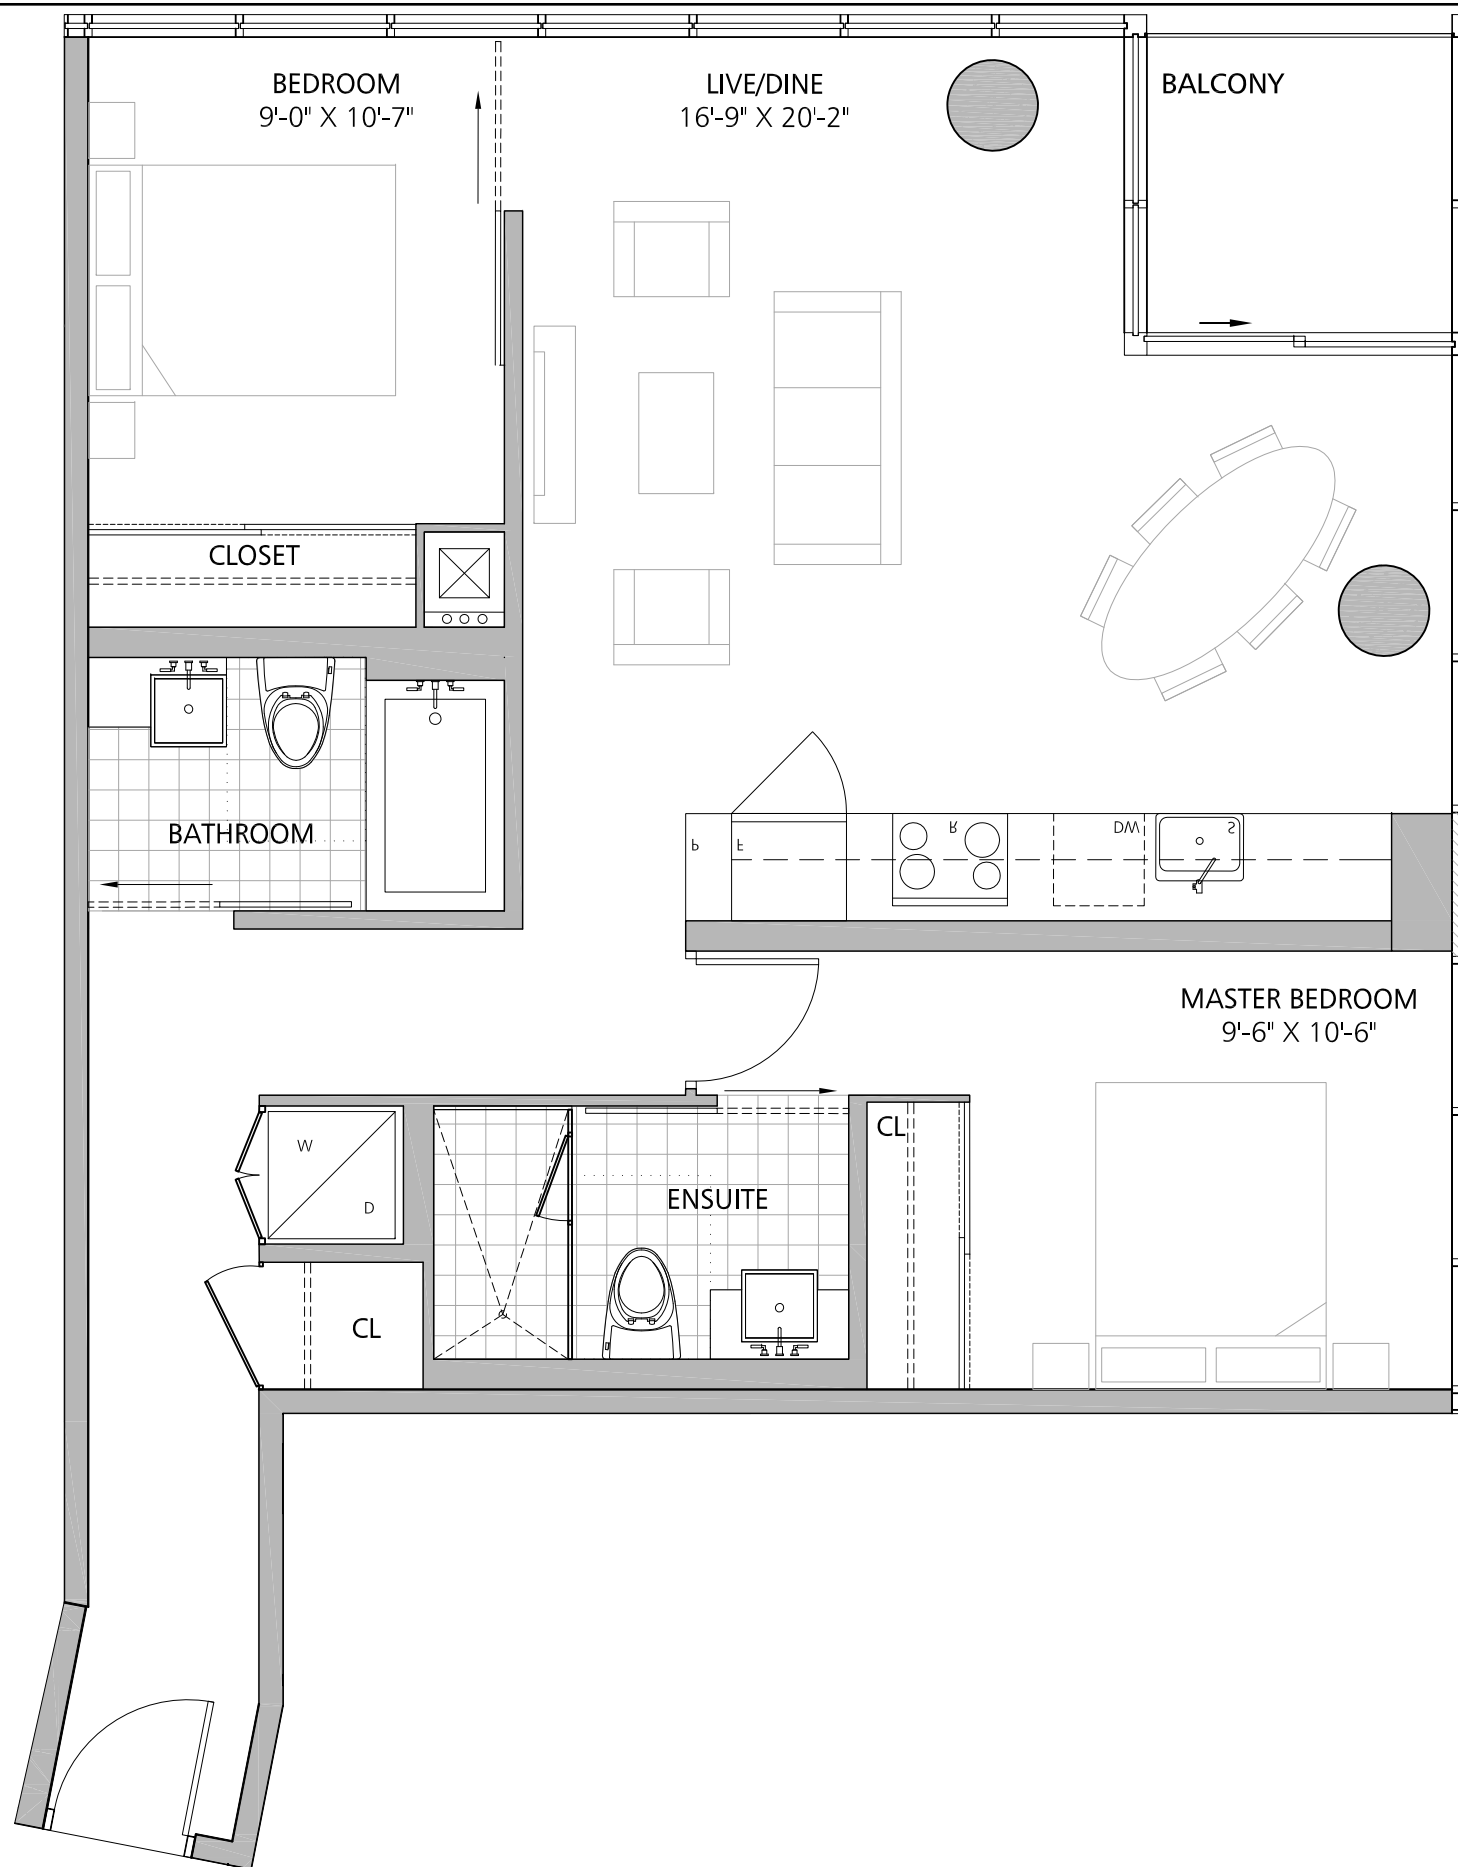 BEDROOM
9'-0" X 10'-7"
LIVE/DINE
16'-9" X 20'-2"
BALCONY
CLOSET
BATHROOM
P
F
R
DW
S
MASTER BEDROOM
9'-6" X 10'-6"
CL
W
D
ENSUITE
CL